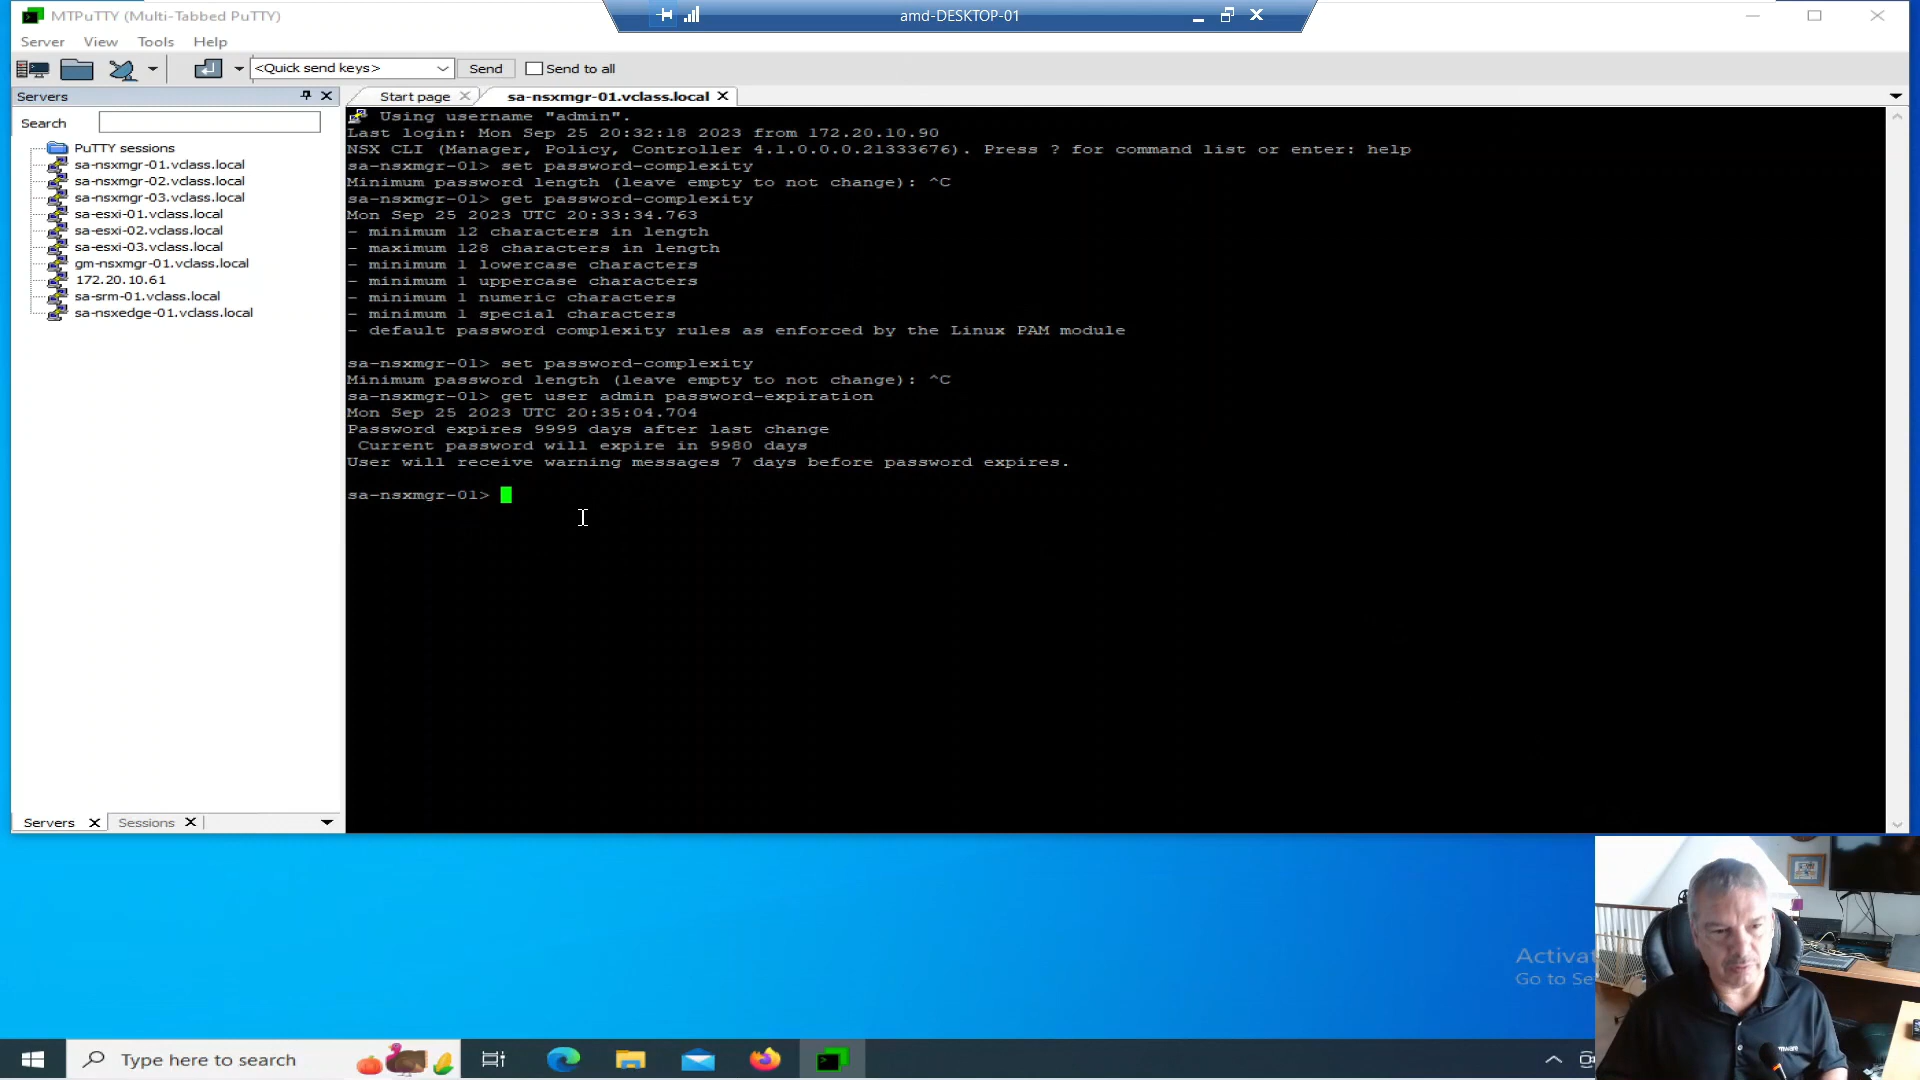 MTPuTTY (Multi-Tabbed PuTTY)
amd-DESKTOP-01
Server View Tools Help
<Quick send keys> Send Send to all
Servers
Start page sa-nsxmgr-01.vclass.local
Search
PuTTY sessions
sa-nsxmgr-01.vclass.local
sa-nsxmgr-02.vclass.local
sa-nsxmgr-03.vclass.local
sa-esxi-01.vclass.local
sa-esxi-02.vclass.local
sa-esxi-03.vclass.local
gm-nsxmgr-01.vclass.local
172.20.10.61
sa-srm-01.vclass.local
sa-nsxedge-01.vclass.local
Servers Sessions
Using username "admin".
Last login: Mon Sep 25 20:32:18 2023 from 172.20.10.90
NSX CLI (Manager, Policy, Controller 4.1.0.0.0.21333676). Press ? for command list or enter: help
sa-nsxmgr-01> set password-complexity
Minimum password length (leave empty to not change): ^C
sa-nsxmgr-01> get password-complexity
Mon Sep 25 2023 UTC 20:33:34.763
- minimum 12 characters in length
- maximum 128 characters in length
- minimum 1 lowercase characters
- minimum 1 uppercase characters
- minimum 1 numeric characters
- minimum 1 special characters
- default password complexity rules as enforced by the Linux PAM module
sa-nsxmgr-01> set password-complexity
Minimum password length (leave empty to not change): ^C
sa-nsxmgr-01> get user admin password-expiration
Mon Sep 25 2023 UTC 20:35:04.704
Password expires 9999 days after last change
Current password will expire in 9980 days
User will receive warning messages 7 days before password expires.
sa-nsxmgr-01>
Activat
Go to Se
vmware
Type here to search